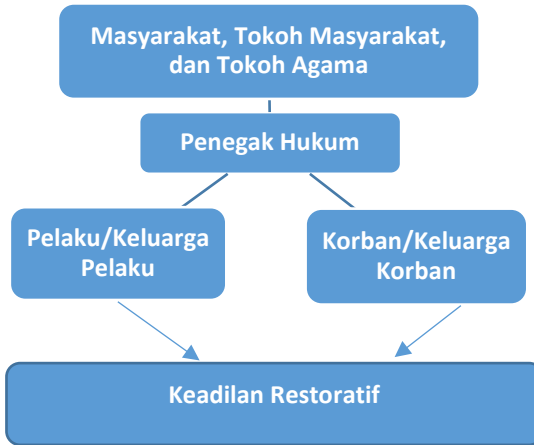 Masyarakat, Tokoh Masyarakat,
dan Tokoh Agama
Penegak Hukum
Pelaku/Keluarga
Pelaku
Korban/Keluarga
Korban
Keadilan Restoratif